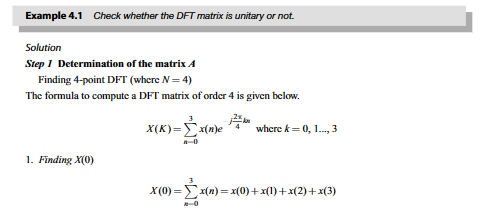 Example 4.1 Check whether the DFT matrix is unitary or not.
Solution
Step 1 Determination of the matrix A
Finding 4-point DFT (where N = 4)
The formula to compute a DFT matrix of order 4 is given below.
X(K) = ∑_{n=0}^{3} x(n)e^{-j\frac{2π}{4}kn} where k = 0, 1..., 3
1. Finding X(0)
X(0) = ∑_{n=0}^{3} x(n) = x(0) + x(1) + x(2) + x(3)